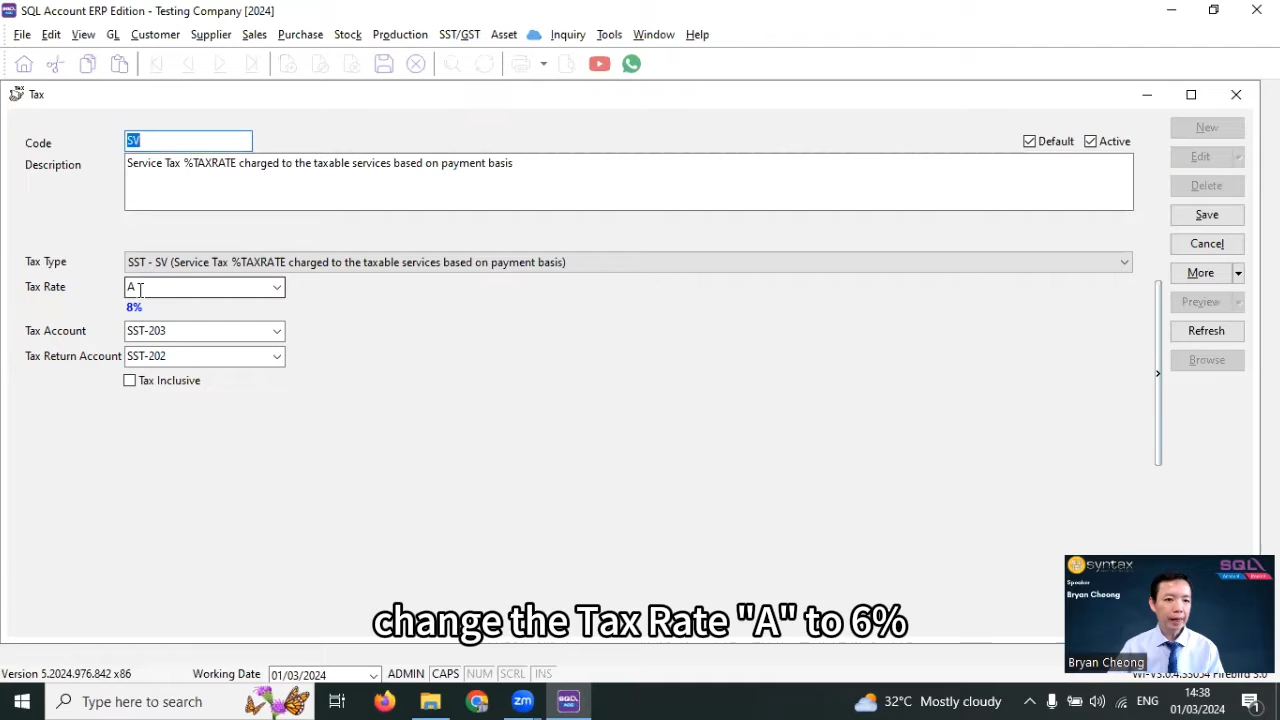 SQL Account ERP Edition - Testing Company [2024]
File Edit View GL Customer Supplier Sales Purchase Stock Production SST/GST Asset Inquiry Tools Window Help
TAX Tax
Code SV Default Active
Description Service Tax %TAXRATE charged to the taxable services based on payment basis
Tax Type SST - SV (Service Tax %TAXRATE charged to the taxable services based on payment basis)
Tax Rate A
8%
Tax Account SST-203
Tax Return Account SST-202
Tax Inclusive
New
Edit
Delete
Save
Cancel
More
Preview
Refresh
Browse
change the Tax Rate "A" to 6%
syntax SQL
Speaker
Bryan Cheong
Bryan Cheong
Version 5.2024.976.842 x86 Working Date 01/03/2024 ADMIN CAPS NUM SCRL INS
Type here to search zm SQL ACC 32°C Mostly cloudy ENG 14:38
01/03/2024